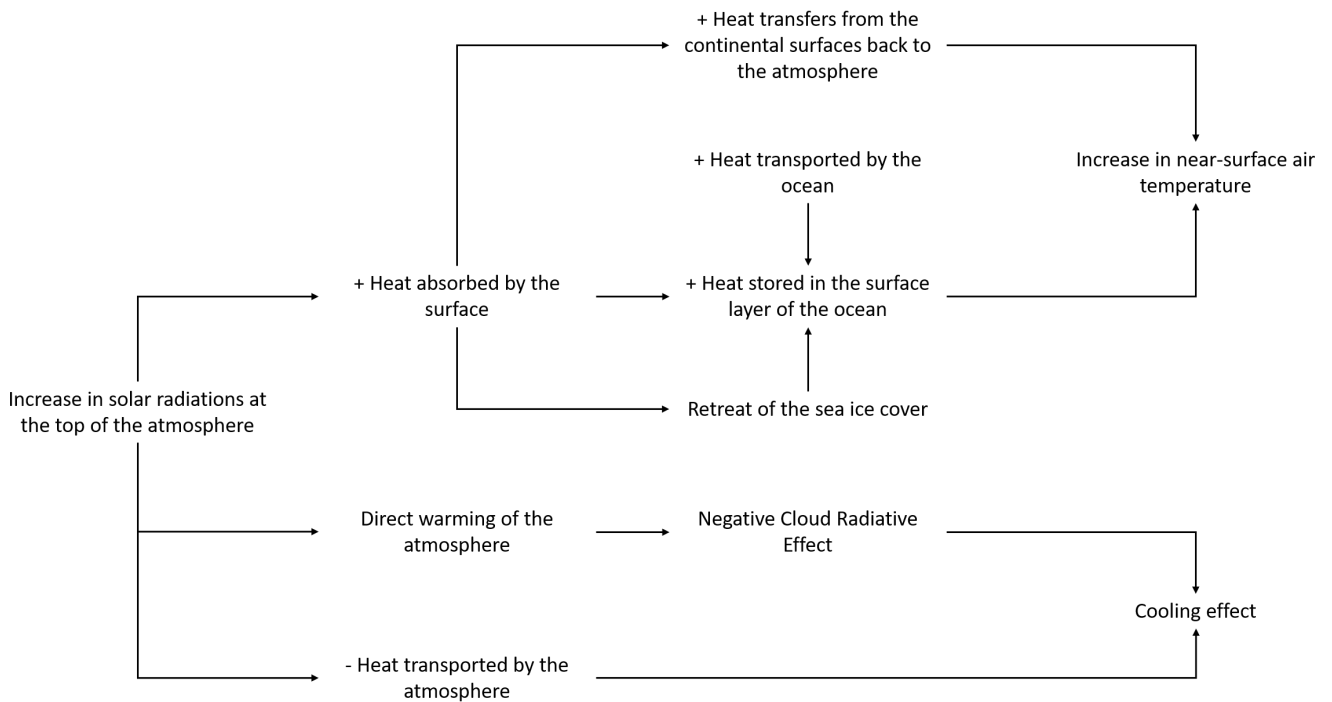 + Heat transfers from the
continental surfaces back to
the atmosphere
+ Heat transported by the
ocean
Increase in near-surface air
temperature
+ Heat absorbed by the
surface
+ Heat stored in the surface
layer of the ocean
Increase in solar radiations at
the top of the atmosphere
Retreat of the sea ice cover
Direct warming of the
atmosphere
Negative Cloud Radiative
Effect
Cooling effect
- Heat transported by the
atmosphere